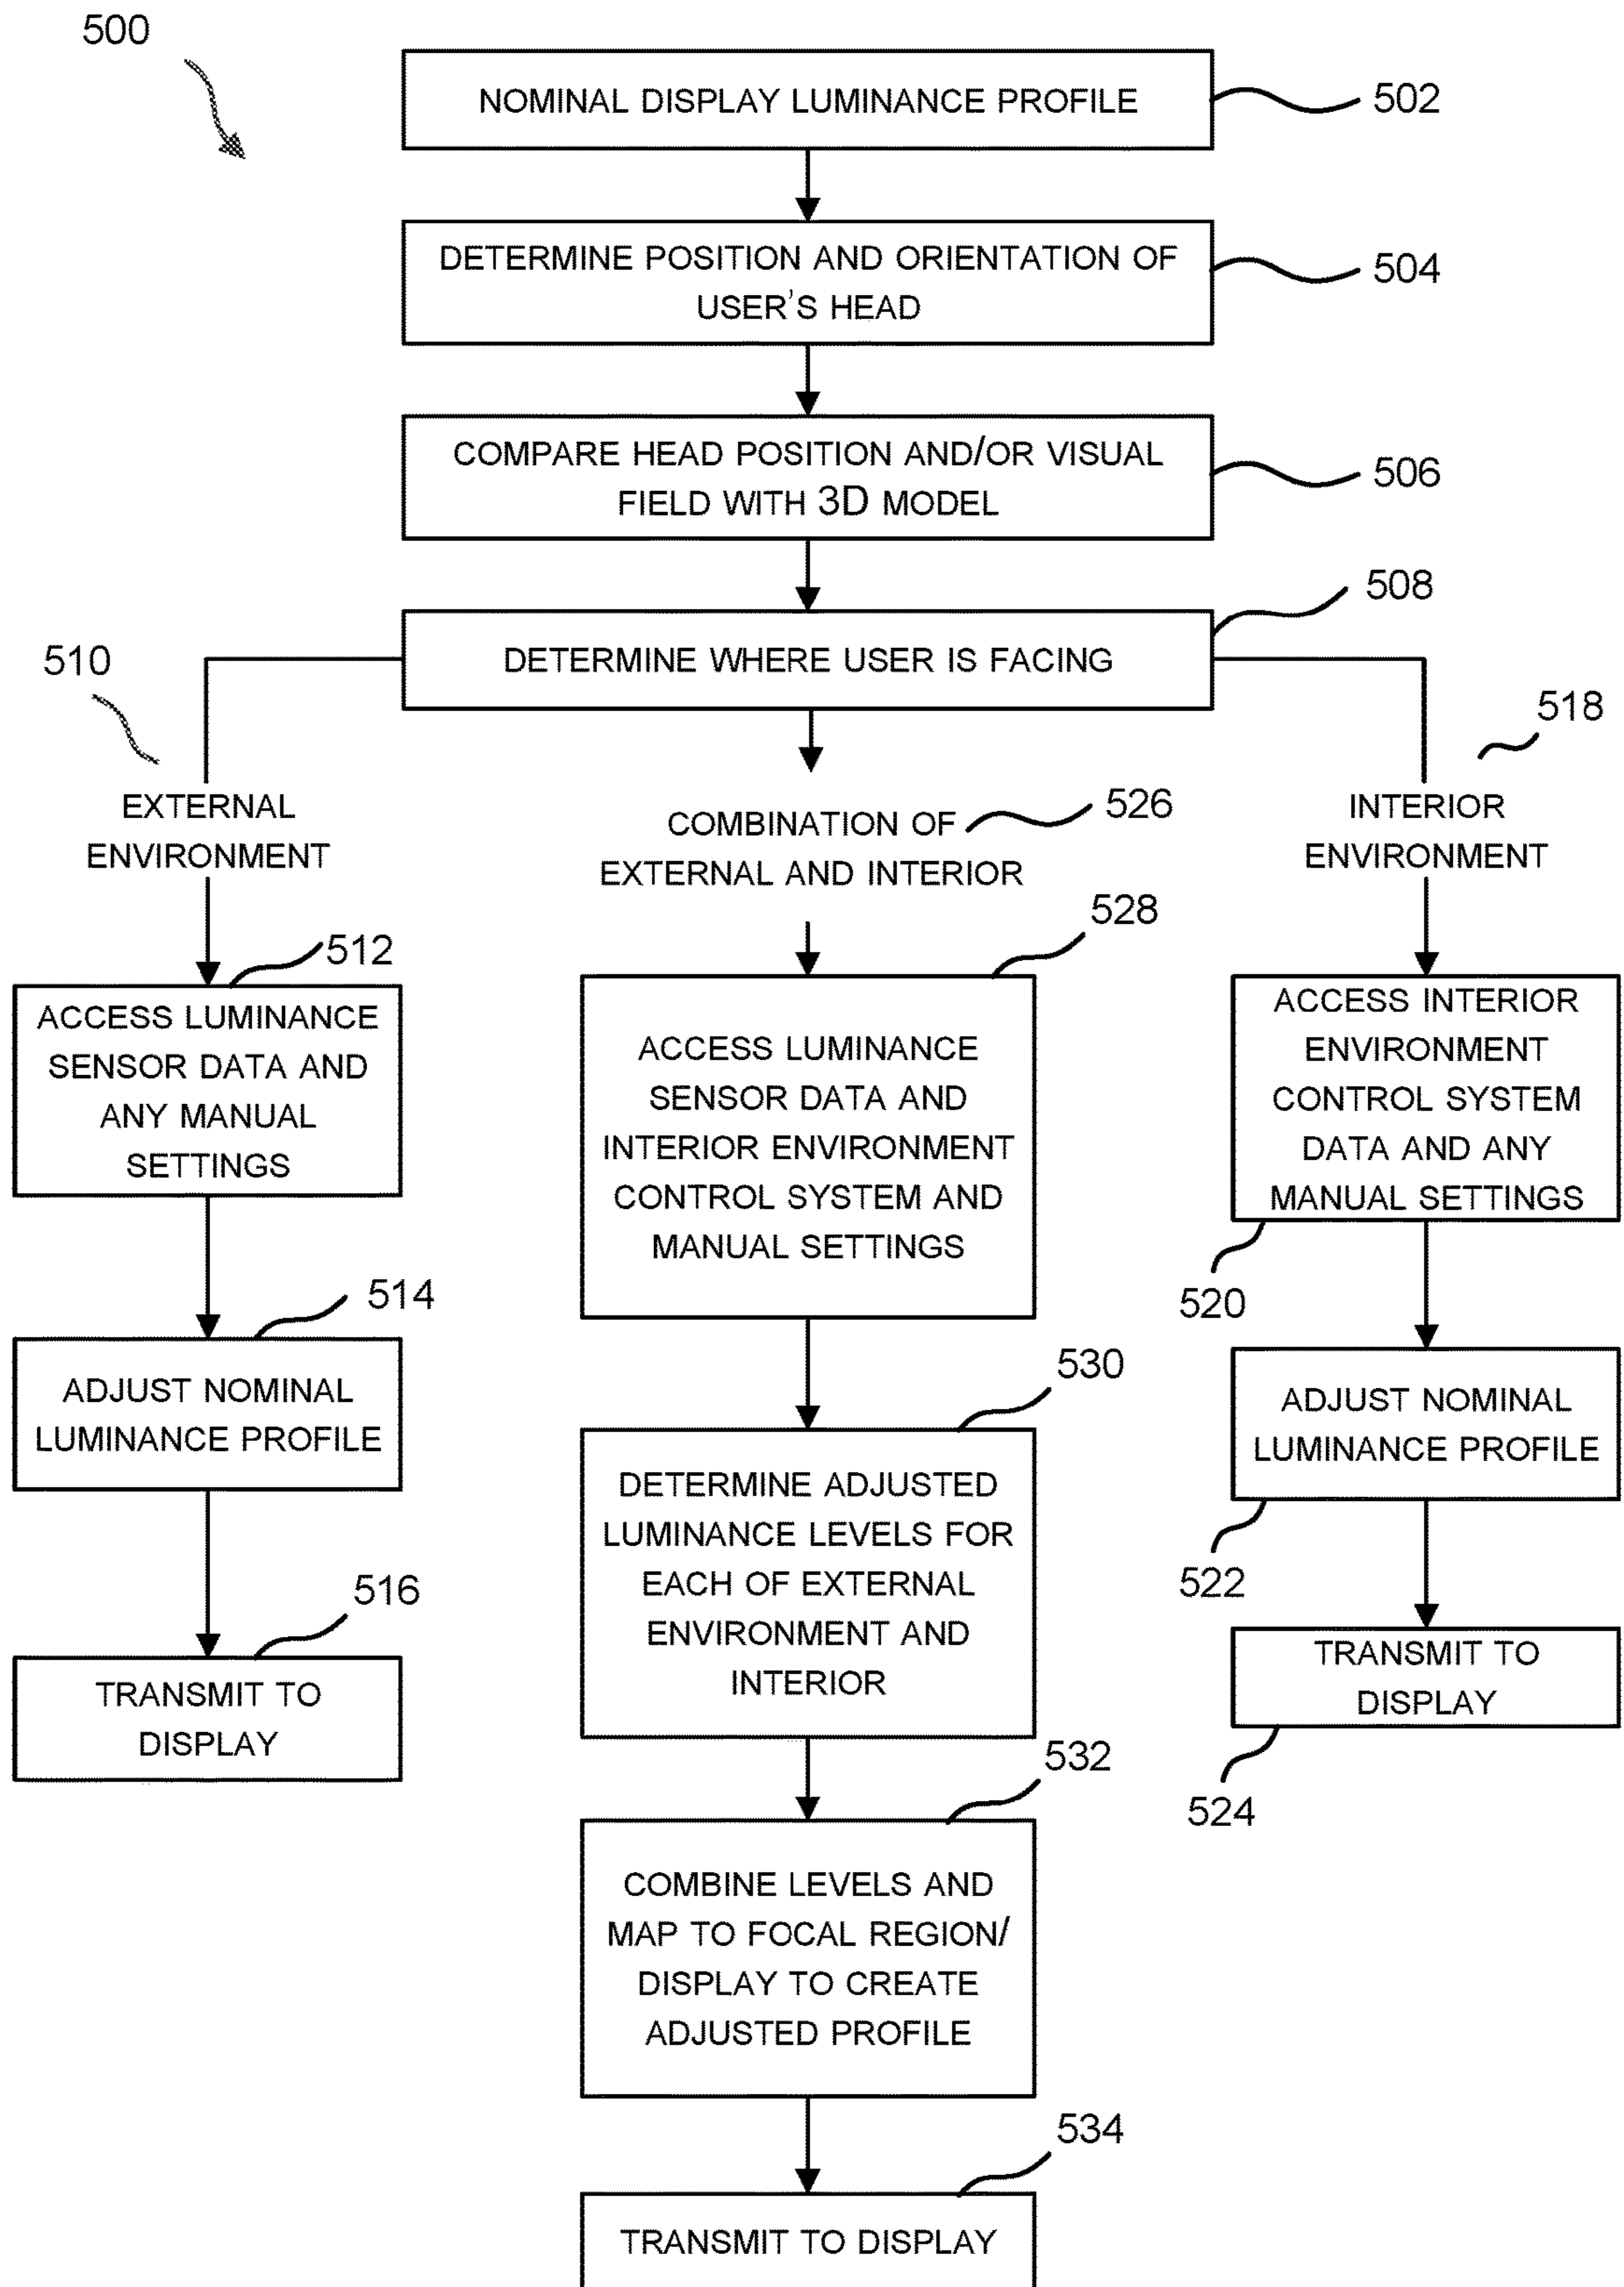 500
NOMINAL DISPLAY LUMINANCE PROFILE
502
DETERMINE POSITION AND ORIENTATION OF
USER'S HEAD
504
COMPARE HEAD POSITION AND/OR VISUAL
FIELD WITH 3D MODEL
506
DETERMINE WHERE USER IS FACING
508
510
EXTERNAL
ENVIRONMENT
512
ACCESS LUMINANCE
SENSOR DATA AND
ANY MANUAL
SETTINGS
514
ADJUST NOMINAL
LUMINANCE PROFILE
516
TRANSMIT TO
DISPLAY
COMBINATION OF
EXTERNAL AND INTERIOR
526
528
ACCESS LUMINANCE
SENSOR DATA AND
INTERIOR ENVIRONMENT
CONTROL SYSTEM AND
MANUAL SETTINGS
530
DETERMINE ADJUSTED
LUMINANCE LEVELS FOR
EACH OF EXTERNAL
ENVIRONMENT AND
INTERIOR
532
COMBINE LEVELS AND
MAP TO FOCAL REGION/
DISPLAY TO CREATE
ADJUSTED PROFILE
534
TRANSMIT TO DISPLAY
518
INTERIOR
ENVIRONMENT
ACCESS INTERIOR
ENVIRONMENT
CONTROL SYSTEM
DATA AND ANY
MANUAL SETTINGS
520
ADJUST NOMINAL
LUMINANCE PROFILE
522
TRANSMIT TO
DISPLAY
524